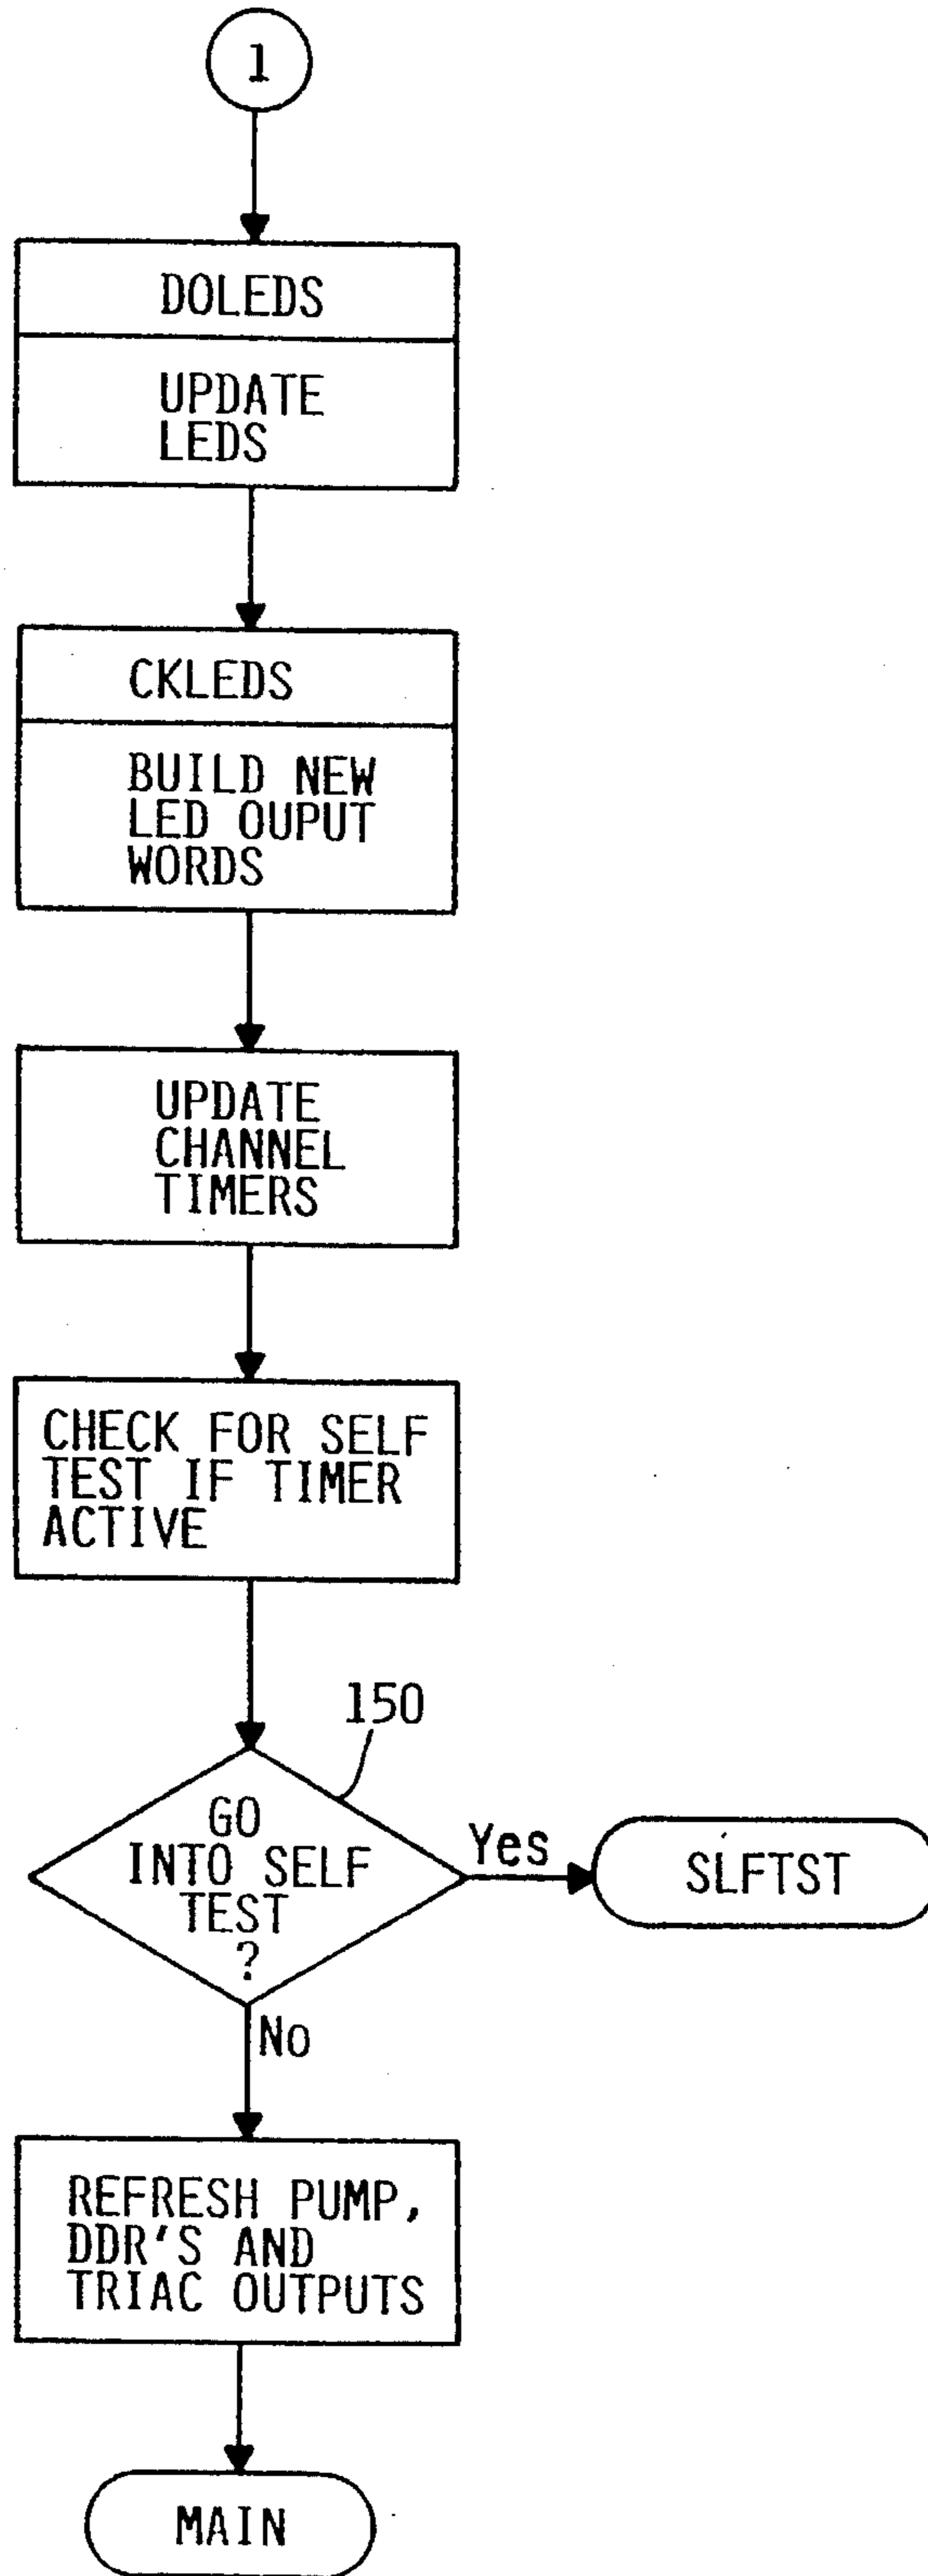 1
DOLEDS
UPDATE
LEDS
CKLEDS
BUILD NEW
LED OUPUT
WORDS
UPDATE
CHANNEL
TIMERS
CHECK FOR SELF
TEST IF TIMER
ACTIVE
150
GO
INTO SELF
TEST
?
Yes
SLFTST
No
REFRESH PUMP,
DDR'S AND
TRIAC OUTPUTS
MAIN